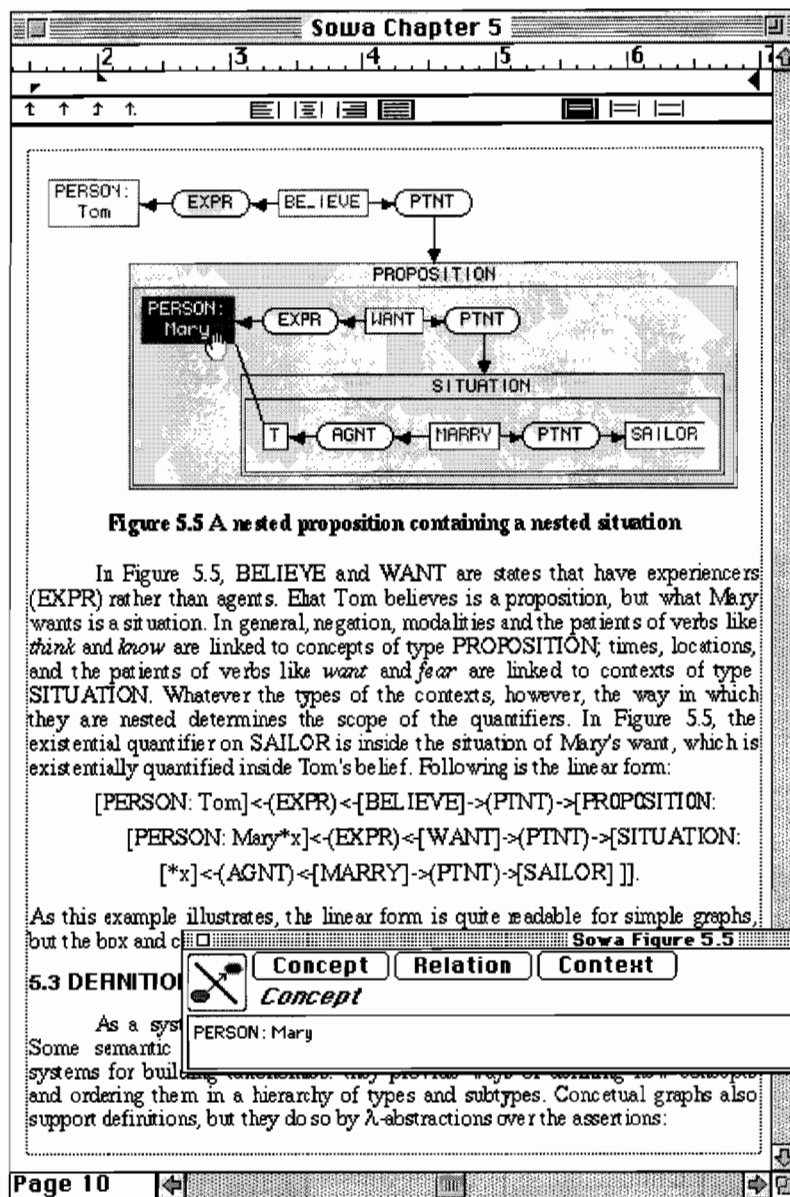 Sowa Chapter 5
2 3 4 5 6 7
PERSON: Tom EXPR BELIEVE PTNT
PROPOSITION
PERSON: Mary EXPR WANT PTNT
SITUATION
T AGNT MARRY PTNT SAILOR
Figure 5.5 A nested proposition containing a nested situation
In Figure 5.5, BELIEVE and WANT are states that have experiencers
(EXPR) rather than agents. Ehat Tom believes is a proposition, but what Mary
wants is a situation. In general, negation, modalities and the patients of verbs like
think and know are linked to concepts of type PROPOSITION; times, locations,
and the patients of verbs like want and fear are linked to contexts of type
SITUATION. Whatever the types of the contexts, however, the way in which
they are nested determines the scope of the quantifiers. In Figure 5.5, the
existential quantifier on SAILOR is inside the situation of Mary's want, which is
existentially quantified inside Tom's belief. Following is the linear form:
[PERSON: Tom]<-(EXPR)<-[BELIEVE]->(PTNT)->[PROPOSITION:
[PERSON: Mary*x]<-(EXPR)<-[WANT]->(PTNT)->[SITUATION:
[*x]<-(AGNT)<-[MARRY]->(PTNT)->[SAILOR] ]].
As this example illustrates, the linear form is quite readable for simple graphs,
but the box and c
Sowa Figure 5.5
Concept Relation Context
Concept
PERSON: Mary
5.3 DEFINITIO
As a syst
Some semantic
systems for
and ordering them in a hierarchy of types and subtypes. Concetual graphs also
support definitions, but they do so by λ-abstractions over the assertions:
Page 10